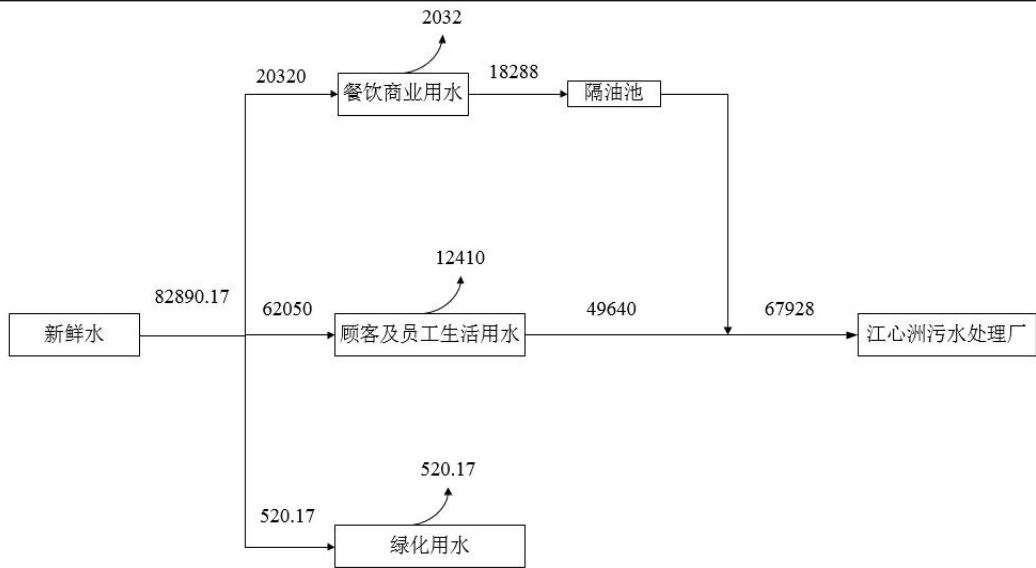 2032
20320
餐饮商业用水
18288
隔油池
12410
82890.17
62050
新鲜水
顾客及员工生活用水
49640
67928
江心洲污水处理厂
520.17
520.17
绿化用水